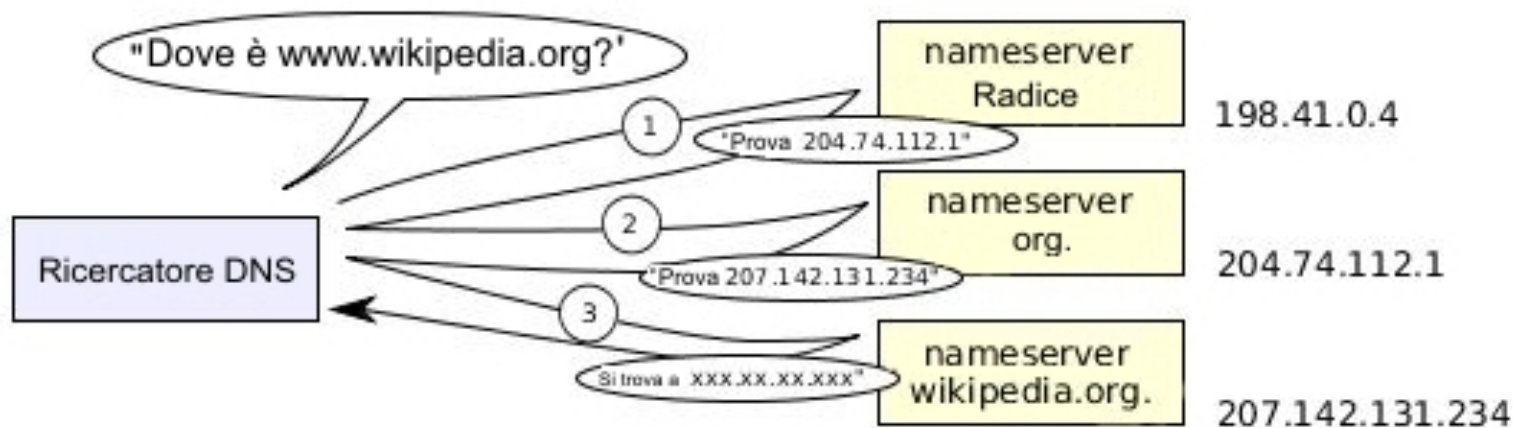 "Dove è www.wikipedia.org?'
nameserver
Radice
198.41.0.4
1
"Prova 204.74.112.1"
nameserver
org.
204.74.112.1
2
"Prova 207.142.131.234"
Ricercatore DNS
3
nameserver
wikipedia.org.
207.142.131.234
Si trova a xxx.xx.xx.xxx"